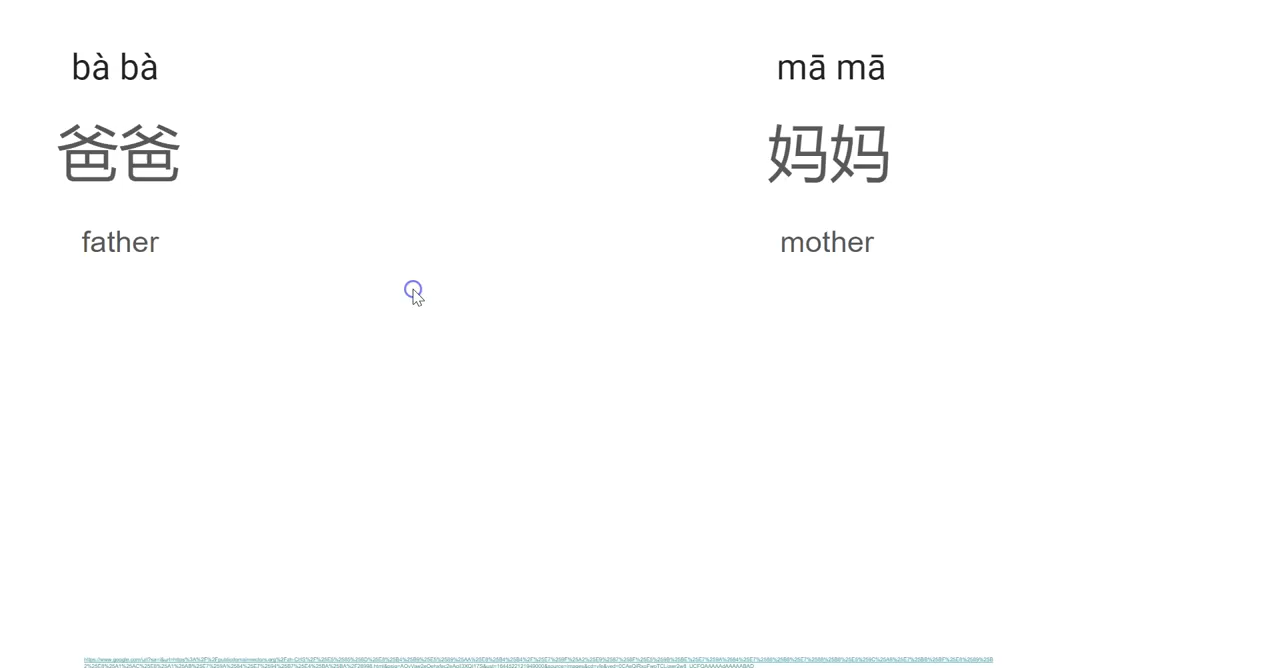 bà bà
爸爸
father
mā mā
妈妈
mother